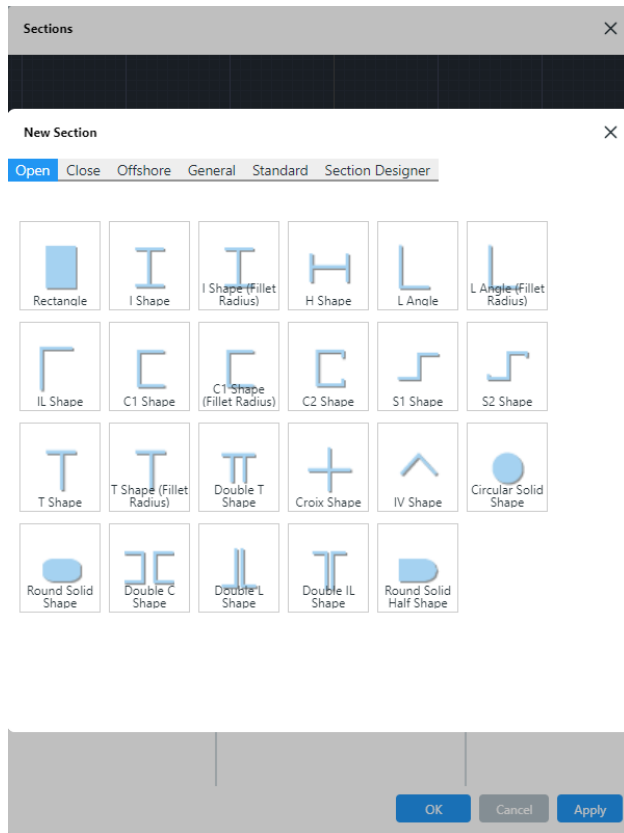 Sections
New Section
Open Close Offshore General Standard Section Designer
Rectangle
I Shape
I Shape (Fillet
Radius)
H Shape
L Angle
L Angle (Fillet
Radius)
IL Shape
C1 Shape
C1 Shape
(Fillet Radius)
C2 Shape
S1 Shape
S2 Shape
T Shape
T Shape (Fillet
Radius)
Double T
Shape
Croix Shape
IV Shape
Circular Solid
Shape
Round Solid
Shape
Double C
Shape
Double L
Shape
Double IL
Shape
Round Solid
Half Shape
OK Cancel Apply